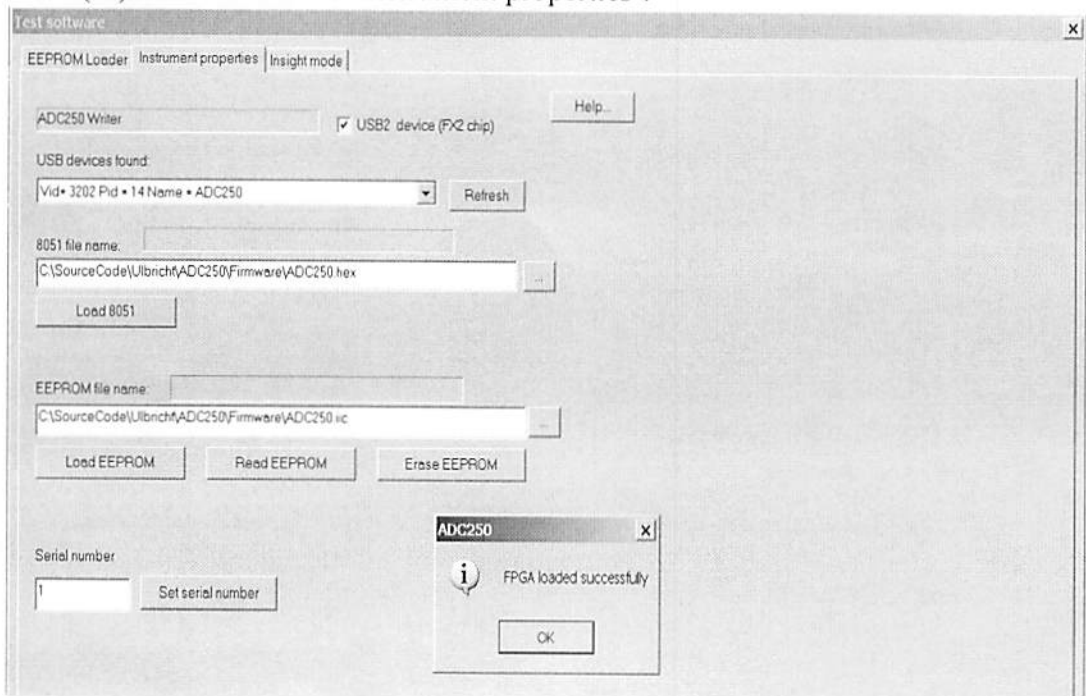 properties
Test software
EEPROM Loader Instrument properties Insight mode
Help...
ADC250 Writer
USB2 device (FX2 chip)
USB devices found:
Vid= 3202 Pid = 14 Name = ADC250
Refresh
8051 file name:
C:\SourceCode\Ulbricht\ADC250\Firmware\ADC250.hex
...
Load 8051
EEPROM file name:
C:\SourceCode\Ulbricht\ADC250\Firmware\ADC250.iic
...
Load EEPROM Read EEPROM Erase EEPROM
ADC250
Serial number
FPGA loaded successfully
1
Set serial number
OK